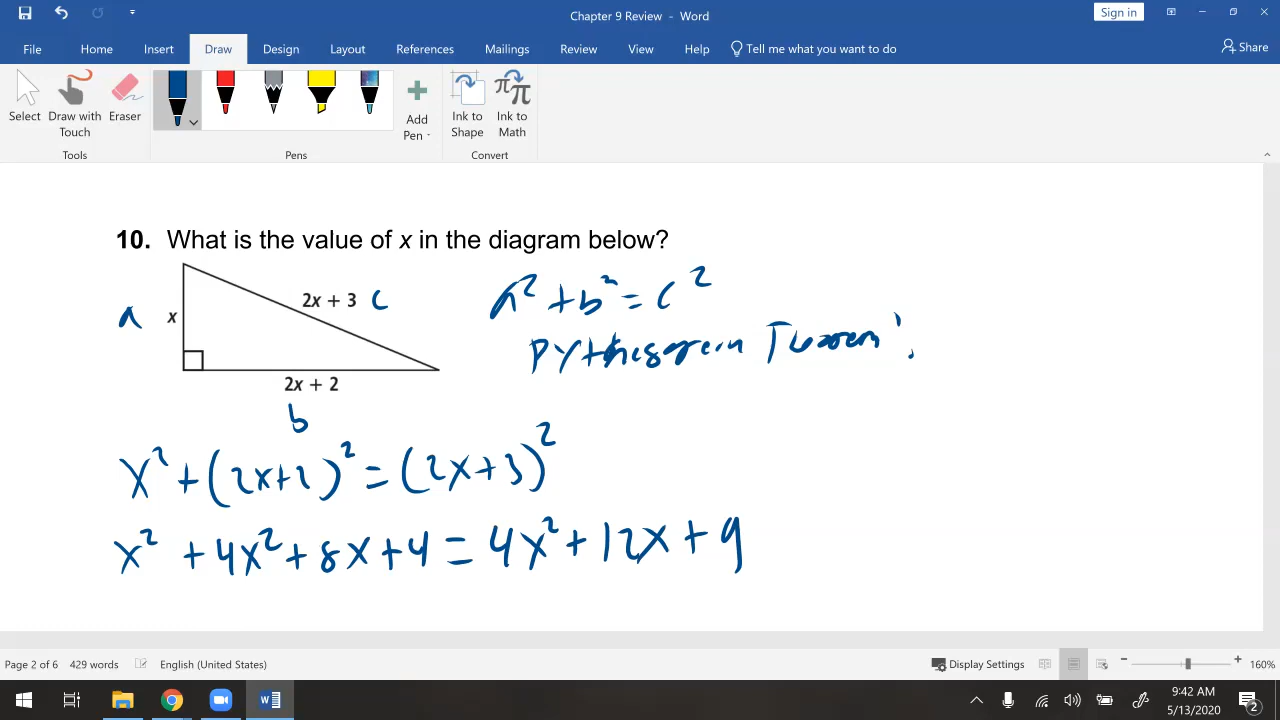 Chapter 9 Review - Word
Sign in
File Home Insert Draw Design Layout References Mailings Review View Help Tell me what you want to do Share
Select Draw with Touch Eraser Add Pen Ink to Shape Ink to Math
Tools Pens Convert
10. What is the value of x in the diagram below?
a x 2x + 3 c
a² + b² = c²
2x + 2
b
x² + (2x+2)² = (2x+3)²
x² + 4x² + 8x + 4 = 4x² + 12x + 9
Page 2 of 6 429 words English (United States) Display Settings 160%
9:42 AM
5/13/2020
2